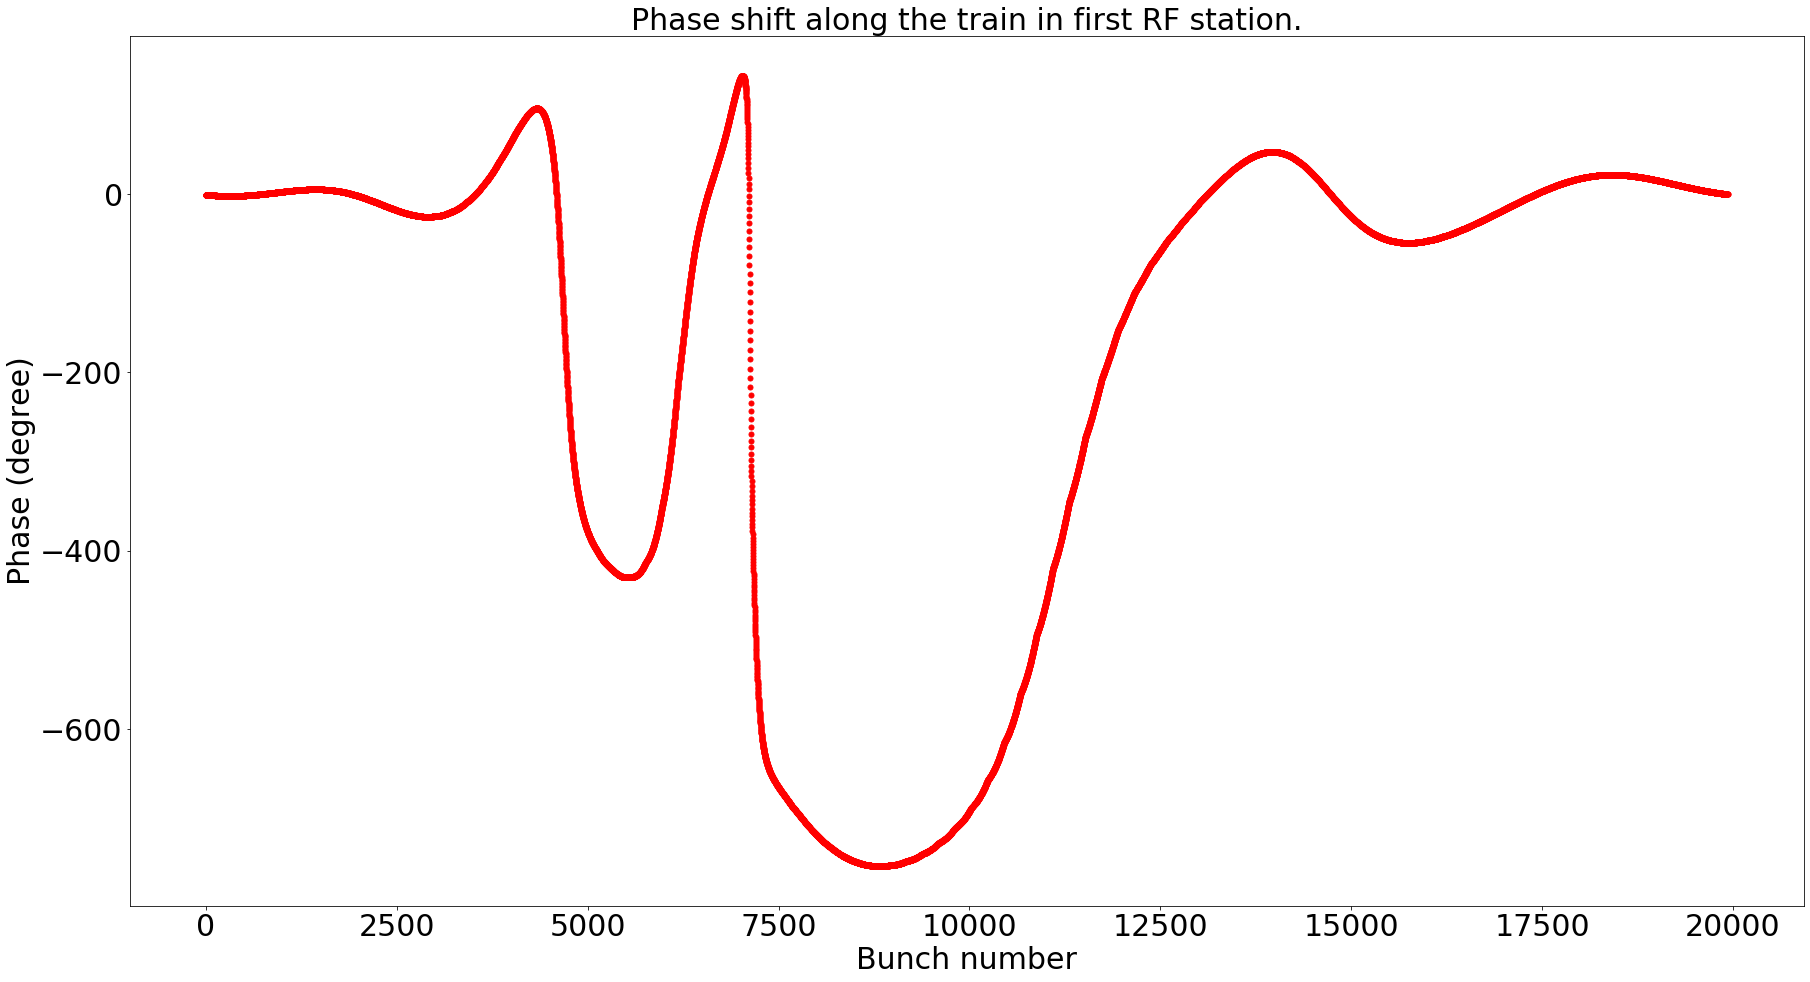 Phase shift along the train in first RF station.
Phase (degree)
0
−200
−400
−600
0 2500 5000 7500 10000 12500 15000 17500 20000
Bunch number